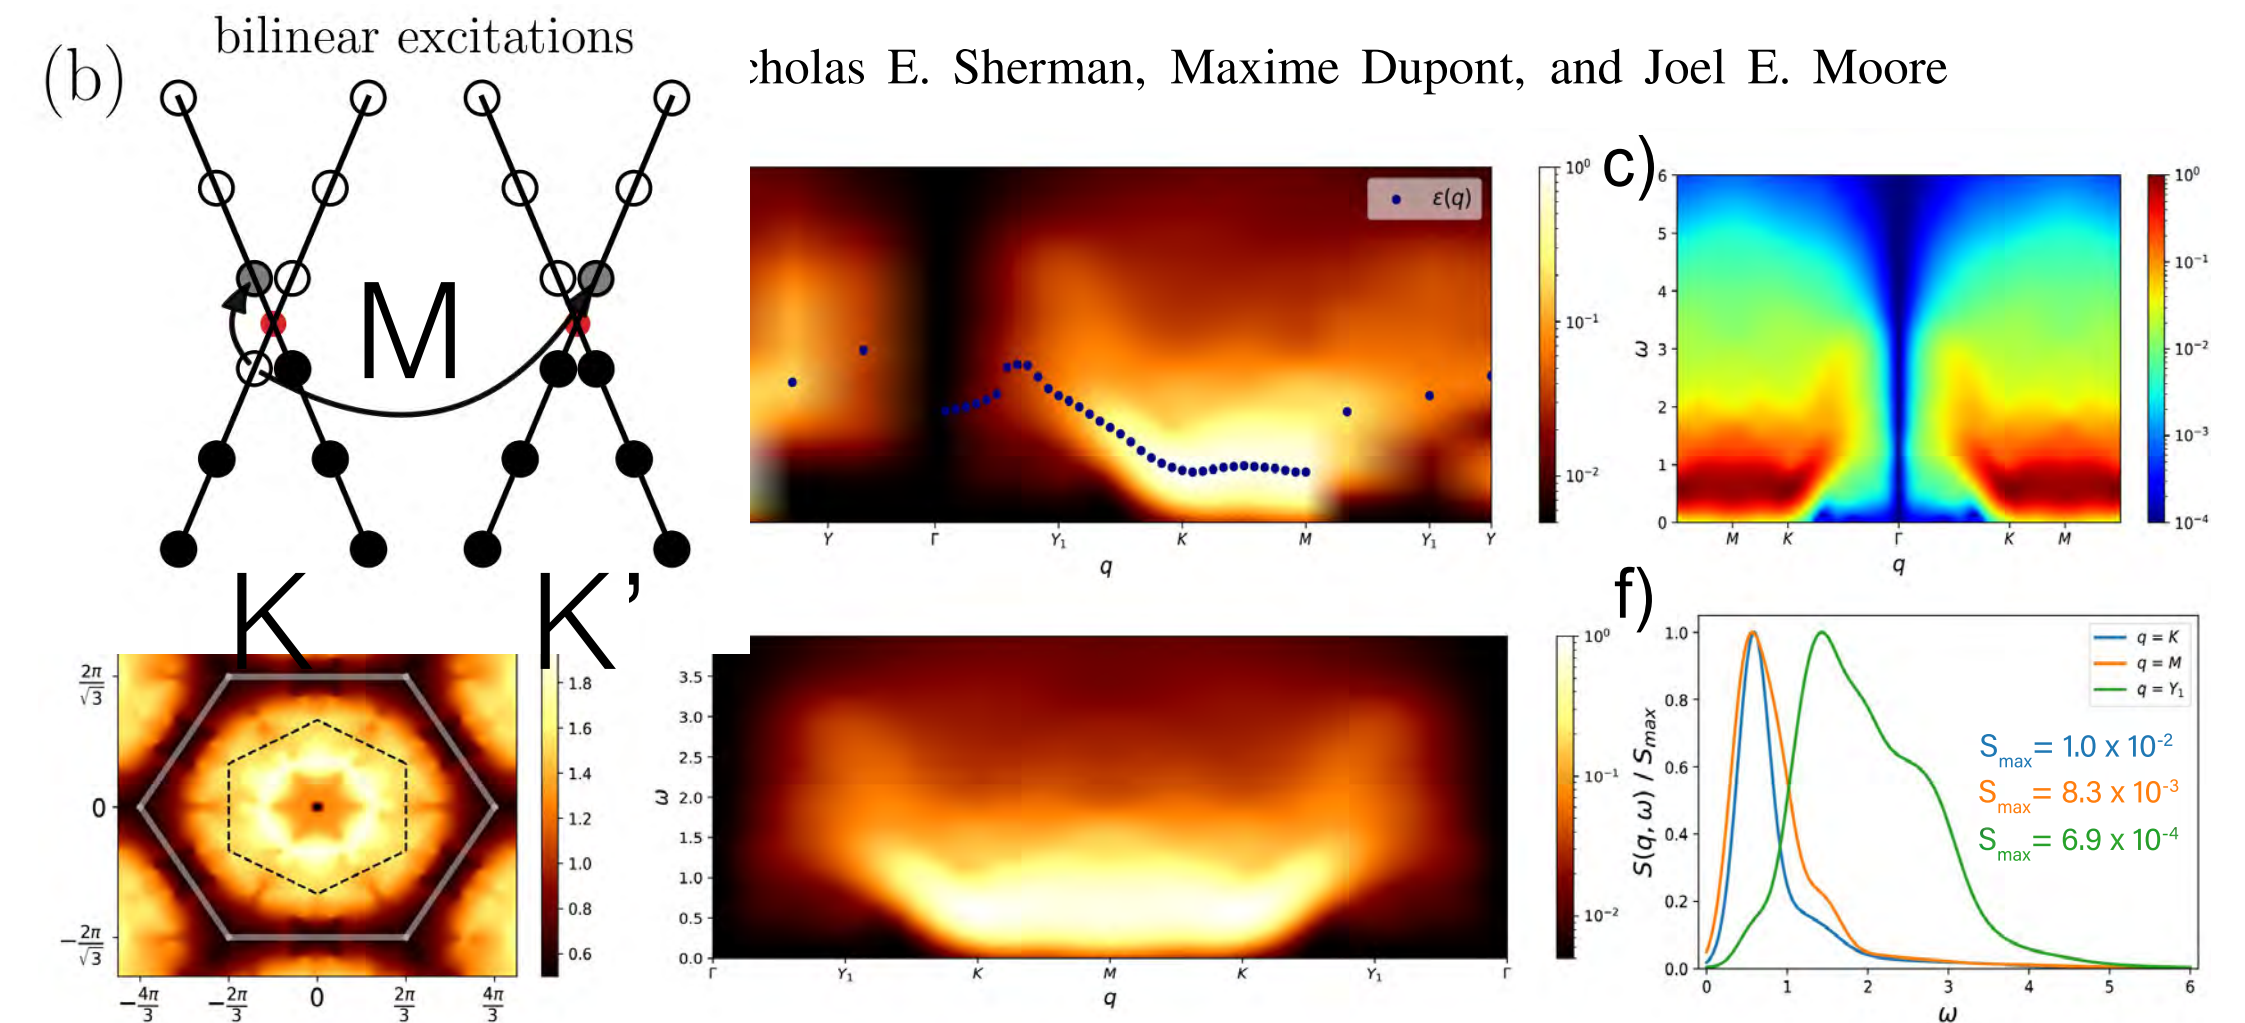 bilinear excitations
(b)
cholas E. Sherman, Maxime Dupont, and Joel E. Moore
M
K
K’
ε(q)
10⁰
10⁻¹
10⁻²
Y Γ Y₁ K M Y₁ Y
q
c)
ω
6
5
4
3
2
1
0
M K Γ K M
q
10⁰
10⁻¹
10⁻²
10⁻³
10⁻⁴
2π/√3
0
−2π/√3
−4π/3 −2π/3 0 2π/3 4π/3
1.8
1.6
1.4
1.2
1.0
0.8
0.6
ω
3.5
3.0
2.5
2.0
1.5
1.0
0.5
0.0
Γ Y₁ K M K Y₁ Γ
q
10⁰
10⁻¹
10⁻²
f)
S(q, ω) / Smax
1.0
0.8
0.6
0.4
0.2
0.0
q = K
q = M
q = Y₁
Smax= 1.0 x 10⁻²
Smax= 8.3 x 10⁻³
Smax= 6.9 x 10⁻⁴
0 1 2 3 4 5 6
ω